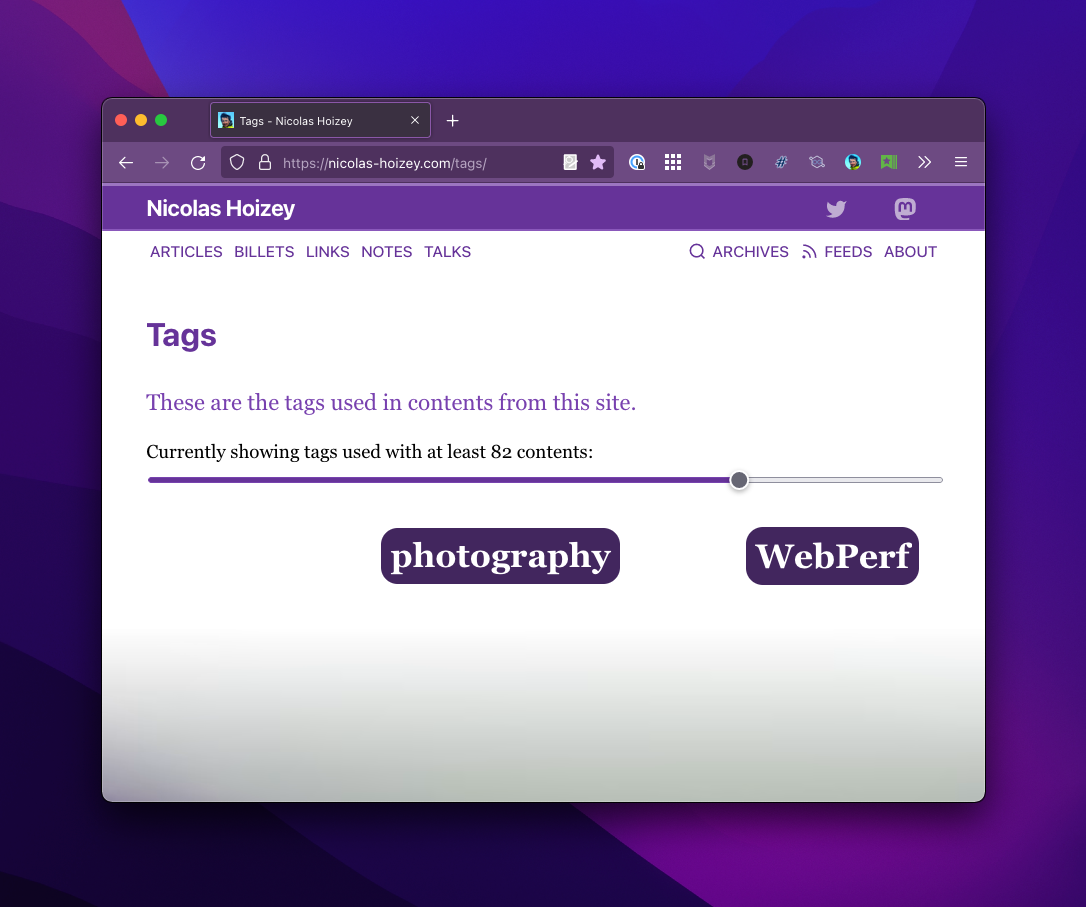 Tags - Nicolas Hoizey
https://nicolas-hoizey.com/tags/
Nicolas Hoizey
ARTICLES BILLETS LINKS NOTES TALKS ARCHIVES FEEDS ABOUT
Tags
These are the tags used in contents from this site.
Currently showing tags used with at least 82 contents:
photography WebPerf